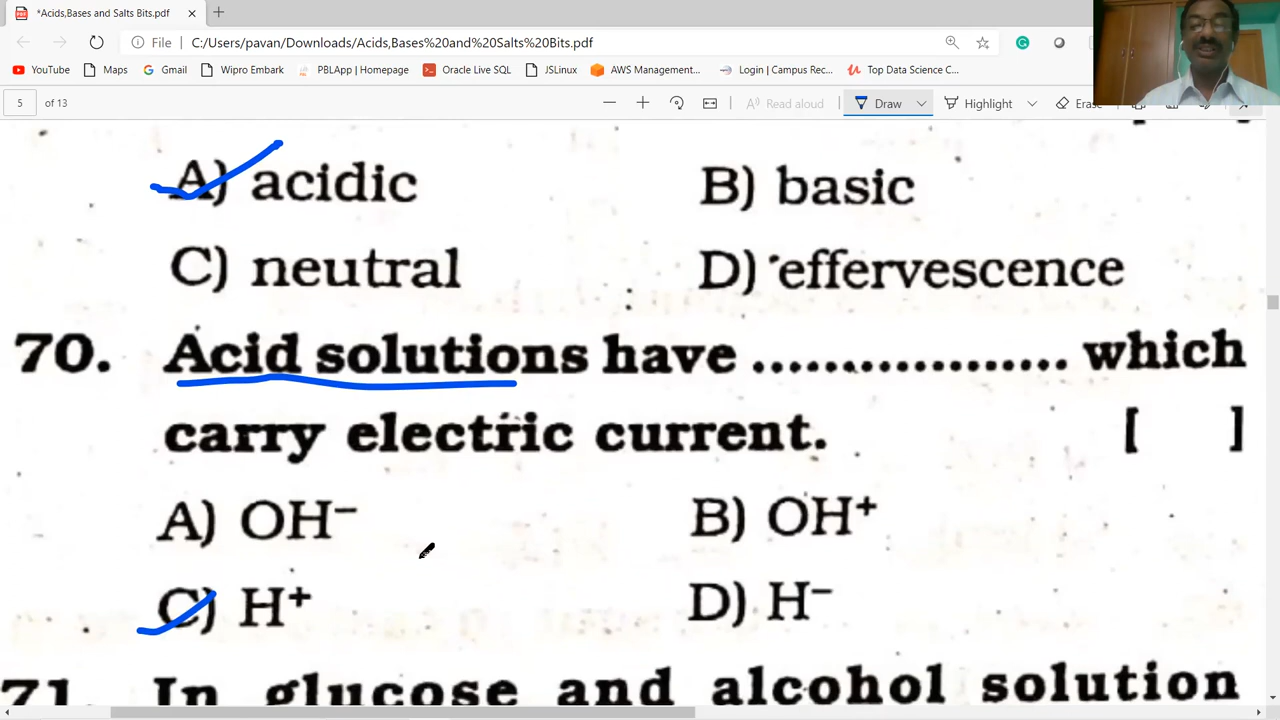 *Acids,Bases and Salts Bits.pdf
File C:/Users/pavan/Downloads/Acids,Bases%20and%20Salts%20Bits.pdf
YouTube Maps Gmail Wipro Embark PBLApp | Homepage Oracle Live SQL JSLinux AWS Management... Login | Campus Rec... Top Data Science C...
5 of 13 Read aloud Draw Highlight Erase
A) acidic B) basic
C) neutral D) effervescence
70. Acid solutions have .................. which
carry electric current. [ ]
A) OH⁻ B) OH⁺
C) H⁺ D) H⁻
71. In glucose and alcohol solution